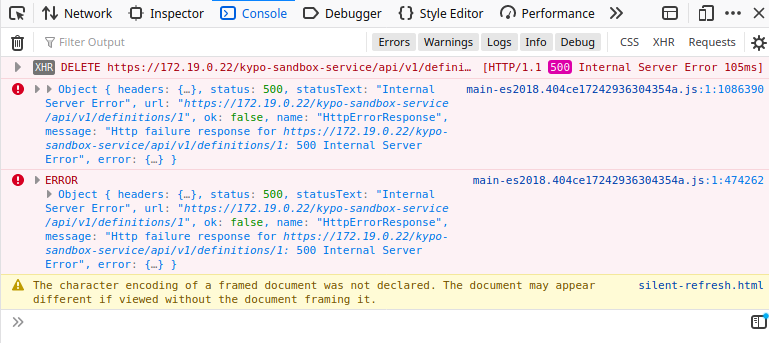 Network Inspector Console Debugger Style Editor Performance
Filter Output Errors Warnings Logs Info Debug CSS XHR Requests
XHR DELETE https://172.19.0.22/kypo-sandbox-service/api/v1/defini… [HTTP/1.1 500 Internal Server Error 105ms]
Object { headers: {…}, status: 500, statusText: "Internal main-es2018.404ce17242936304354a.js:1:1086390
Server Error", url: "https://172.19.0.22/kypo-sandbox-service
/api/v1/definitions/1", ok: false, name: "HttpErrorResponse",
message: "Http failure response for https://172.19.0.22/kypo-
sandbox-service/api/v1/definitions/1: 500 Internal Server
Error", error: {…} }
ERROR main-es2018.404ce17242936304354a.js:1:474262
Object { headers: {…}, status: 500, statusText: "Internal
Server Error", url: "https://172.19.0.22/kypo-sandbox-service
/api/v1/definitions/1", ok: false, name: "HttpErrorResponse",
message: "Http failure response for https://172.19.0.22/kypo-
sandbox-service/api/v1/definitions/1: 500 Internal Server
Error", error: {…} }
The character encoding of a framed document was not declared. The document may appear silent-refresh.html
different if viewed without the document framing it.